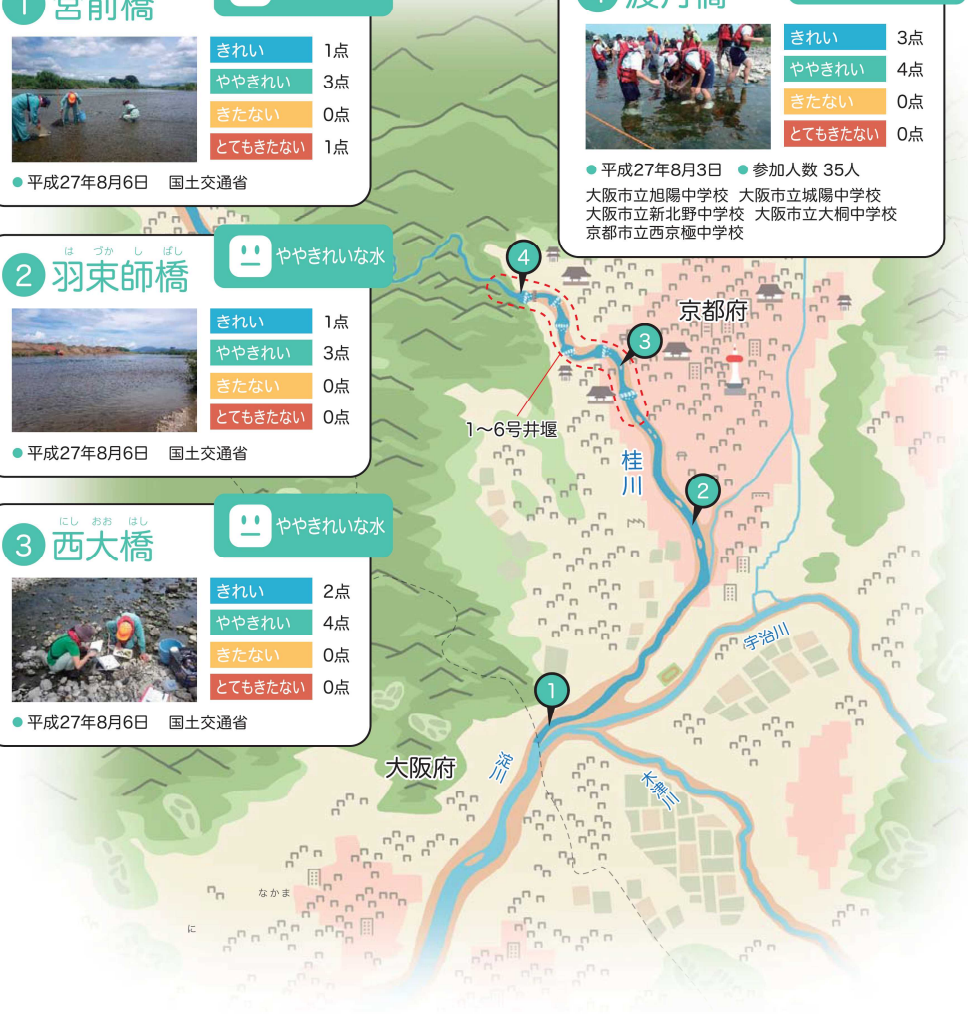 1 宮前橋
きれい 1点
ややきれい 3点
きたない 0点
とてもきたない 1点
● 平成27年8月6日 国土交通省
は づか し ばし
2 羽束師橋
ややきれいな水
きれい 1点
ややきれい 3点
きたない 0点
とてもきたない 0点
● 平成27年8月6日 国土交通省
にし おお はし
3 西大橋
ややきれいな水
きれい 2点
ややきれい 4点
きたない 0点
とてもきたない 0点
● 平成27年8月6日 国土交通省
4 渡月橋
きれい 3点
ややきれい 4点
きたない 0点
とてもきたない 0点
● 平成27年8月3日 ● 参加人数 35人
大阪市立旭陽中学校 大阪市立城陽中学校
大阪市立新北野中学校 大阪市立大桐中学校
京都市立西京極中学校
4
京都府
3
1〜6号井堰
桂川
2
宇治川
1
大阪府
淀川
木津川
なかま
に